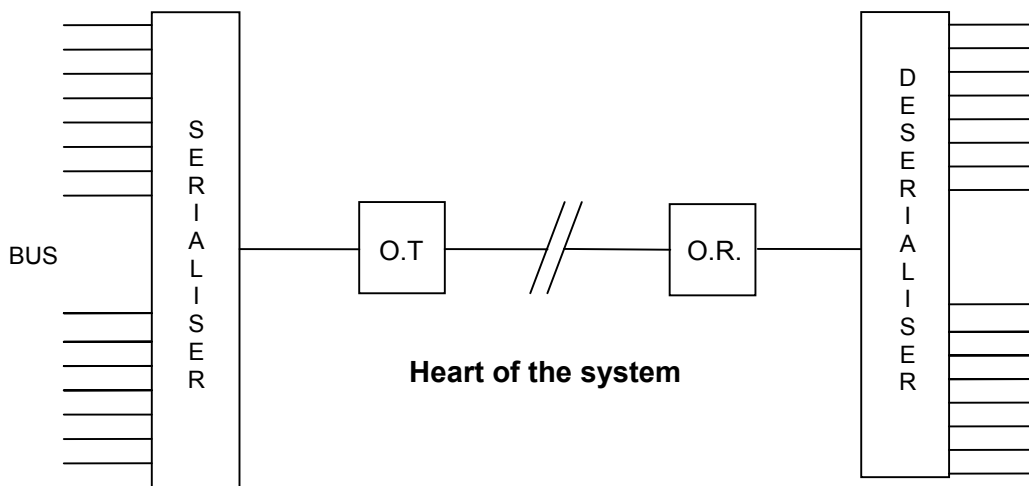 BUS
SERIALISER
O.T
O.R.
DESERIALISER
Heart of the system